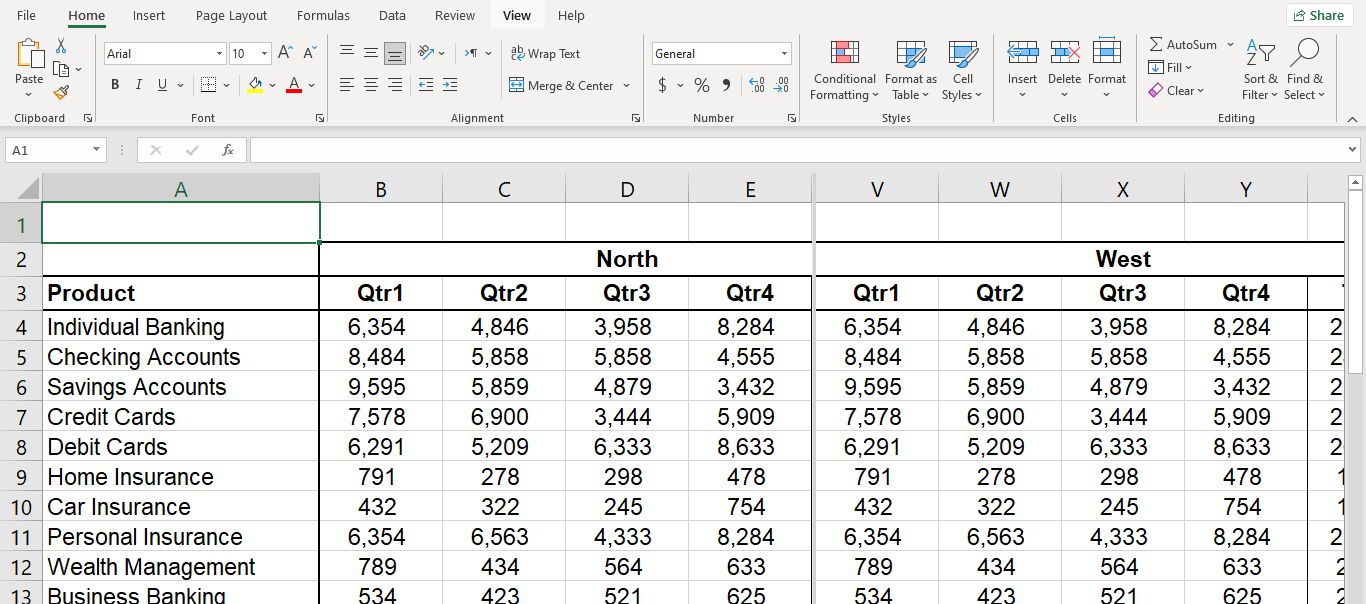 File Home Insert Page Layout Formulas Data Review View Help Share
Arial 10 A A ab Wrap Text General AutoSum
Paste Conditional Format as Cell Insert Delete Format Fill Sort & Find &
B I U A Merge & Center $ % Formatting Table Styles Clear Filter Select
Clipboard Font Alignment Number Styles Cells Editing
A1 fx
A B C D E V W X Y
1
2 North West
3 Product Qtr1 Qtr2 Qtr3 Qtr4 Qtr1 Qtr2 Qtr3 Qtr4
4 Individual Banking 6,354 4,846 3,958 8,284 6,354 4,846 3,958 8,284 2
5 Checking Accounts 8,484 5,858 5,858 4,555 8,484 5,858 5,858 4,555 2
6 Savings Accounts 9,595 5,859 4,879 3,432 9,595 5,859 4,879 3,432 2
7 Credit Cards 7,578 6,900 3,444 5,909 7,578 6,900 3,444 5,909 2
8 Debit Cards 6,291 5,209 6,333 8,633 6,291 5,209 6,333 8,633 2
9 Home Insurance 791 278 298 478 791 278 298 478 1
10 Car Insurance 432 322 245 754 432 322 245 754 1
11 Personal Insurance 6,354 6,563 4,333 8,284 6,354 6,563 4,333 8,284 2
12 Wealth Management 789 434 564 633 789 434 564 633 2
13 Business Banking 534 423 521 625 534 423 521 625 2